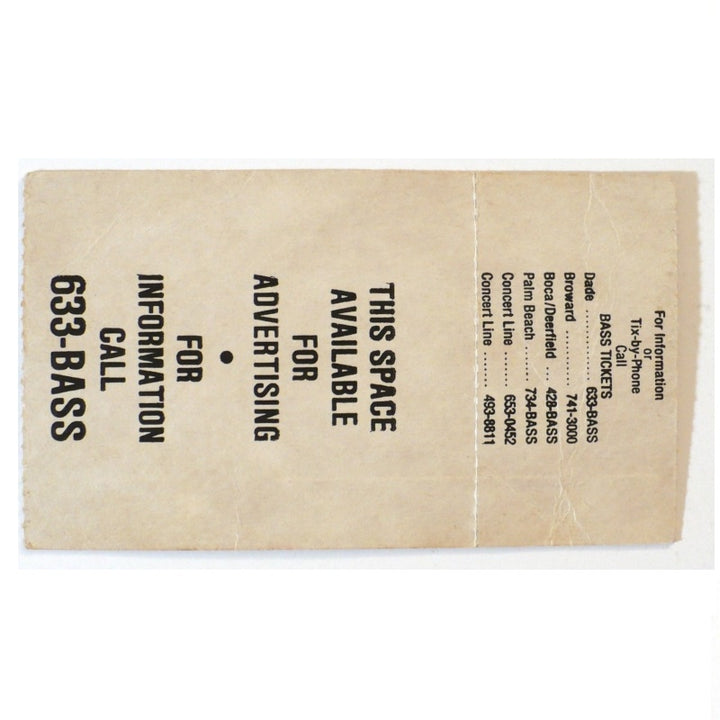 For Information
or
Tix-by-Phone
Call
BASS TICKETS
Dade .............. 633-BASS
Broward ............ 741-3000
Boca/Deerfield ... 428-BASS
Palm Beach ...... 734-BASS
Concert Line ........ 653-0452
Concert Line ........ 493-8811
THIS SPACE
AVAILABLE
FOR
ADVERTISING
•
FOR
INFORMATION
CALL
633-BASS